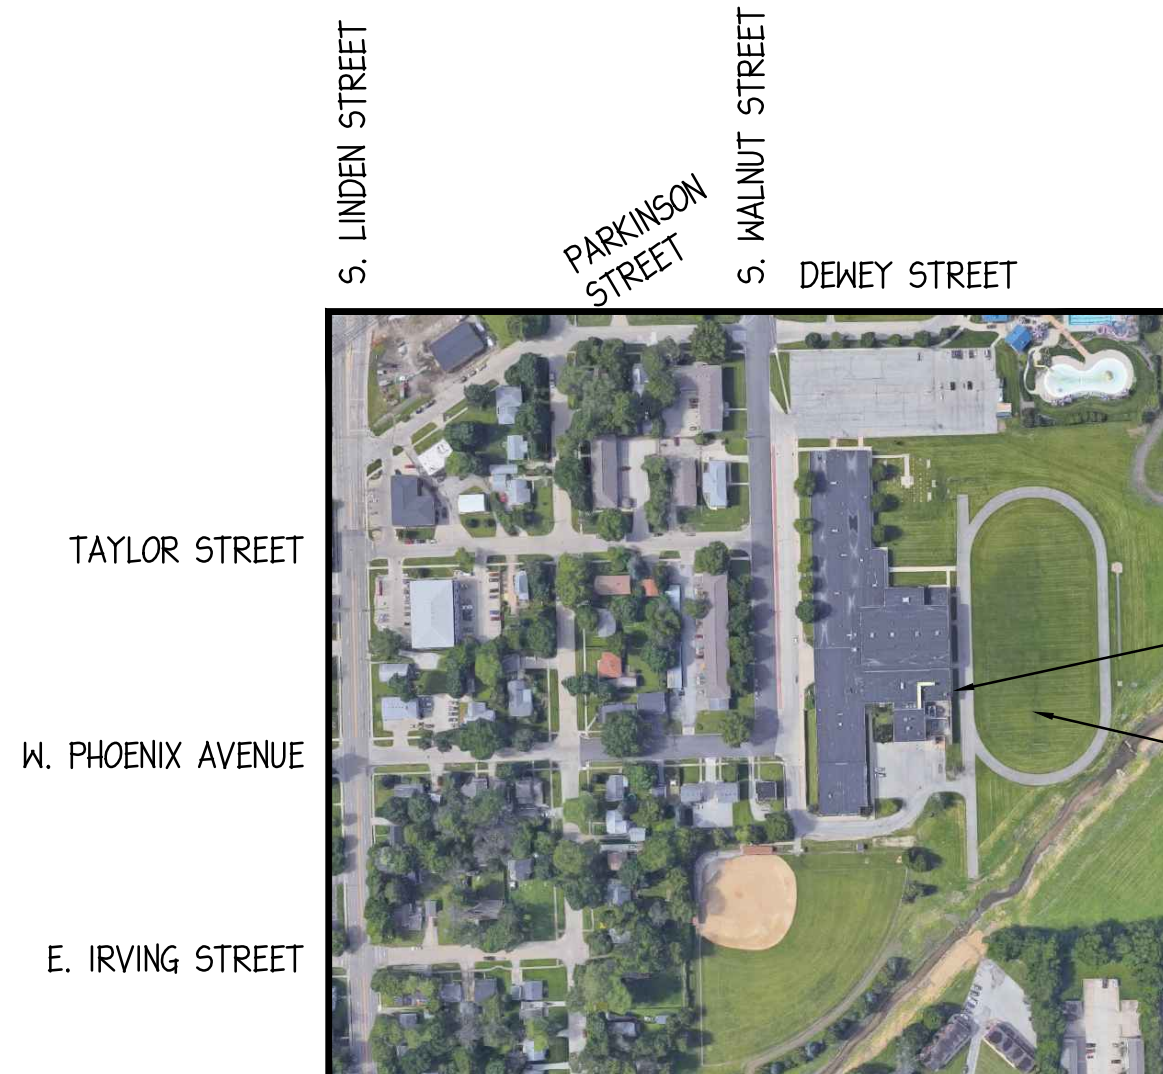 S. LINDEN STREET
PARKINSON
STREET
S. WALNUT STREET
DEWEY STREET
TAYLOR STREET
W. PHOENIX AVENUE
E. IRVING STREET